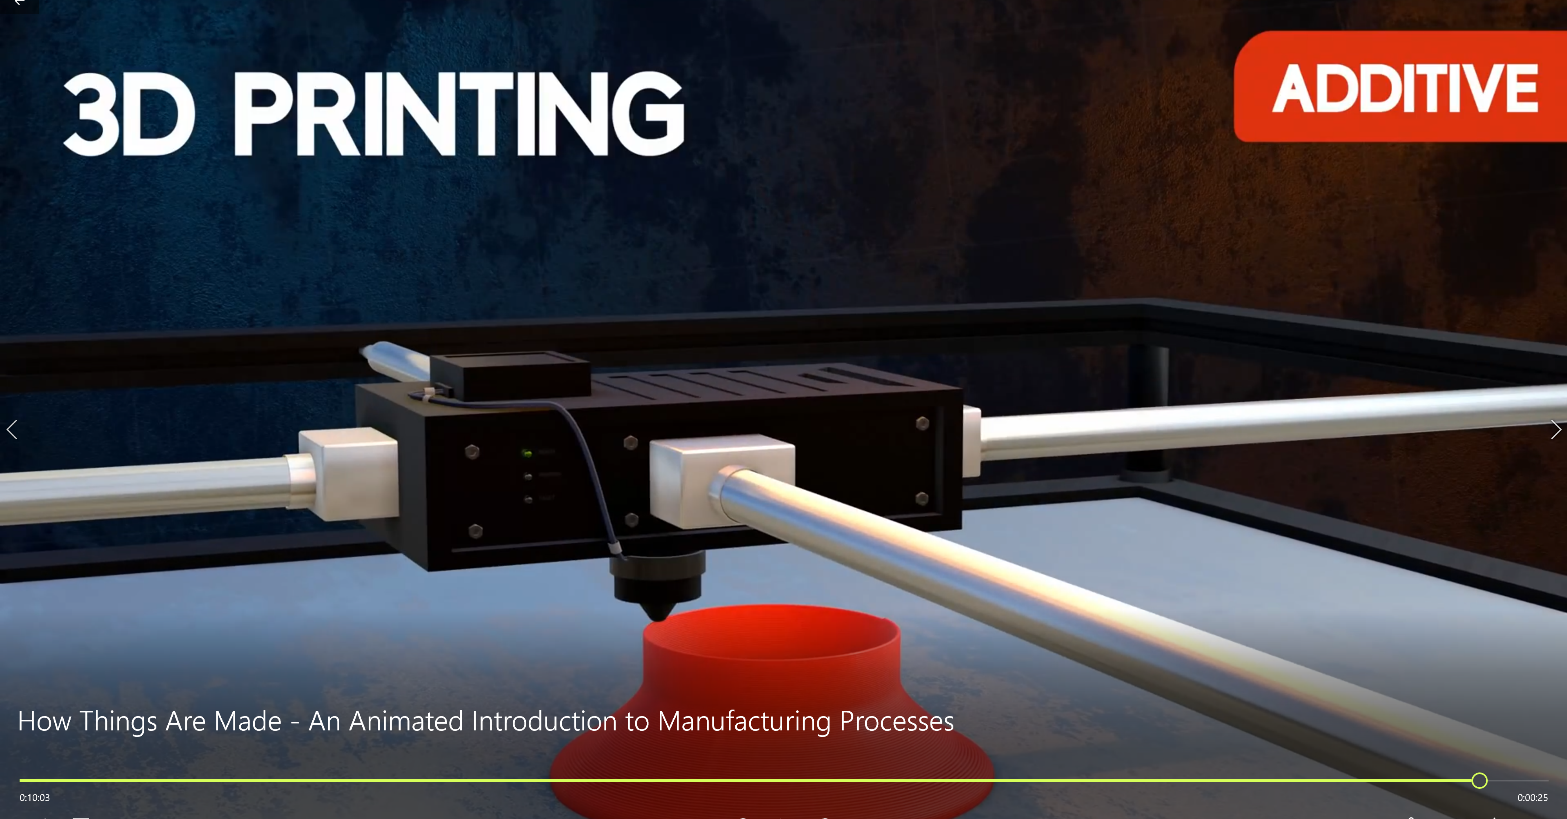 3D PRINTING
ADDITIVE
How Things Are Made - An Animated Introduction to Manufacturing Processes
0:10:03
0:00:25